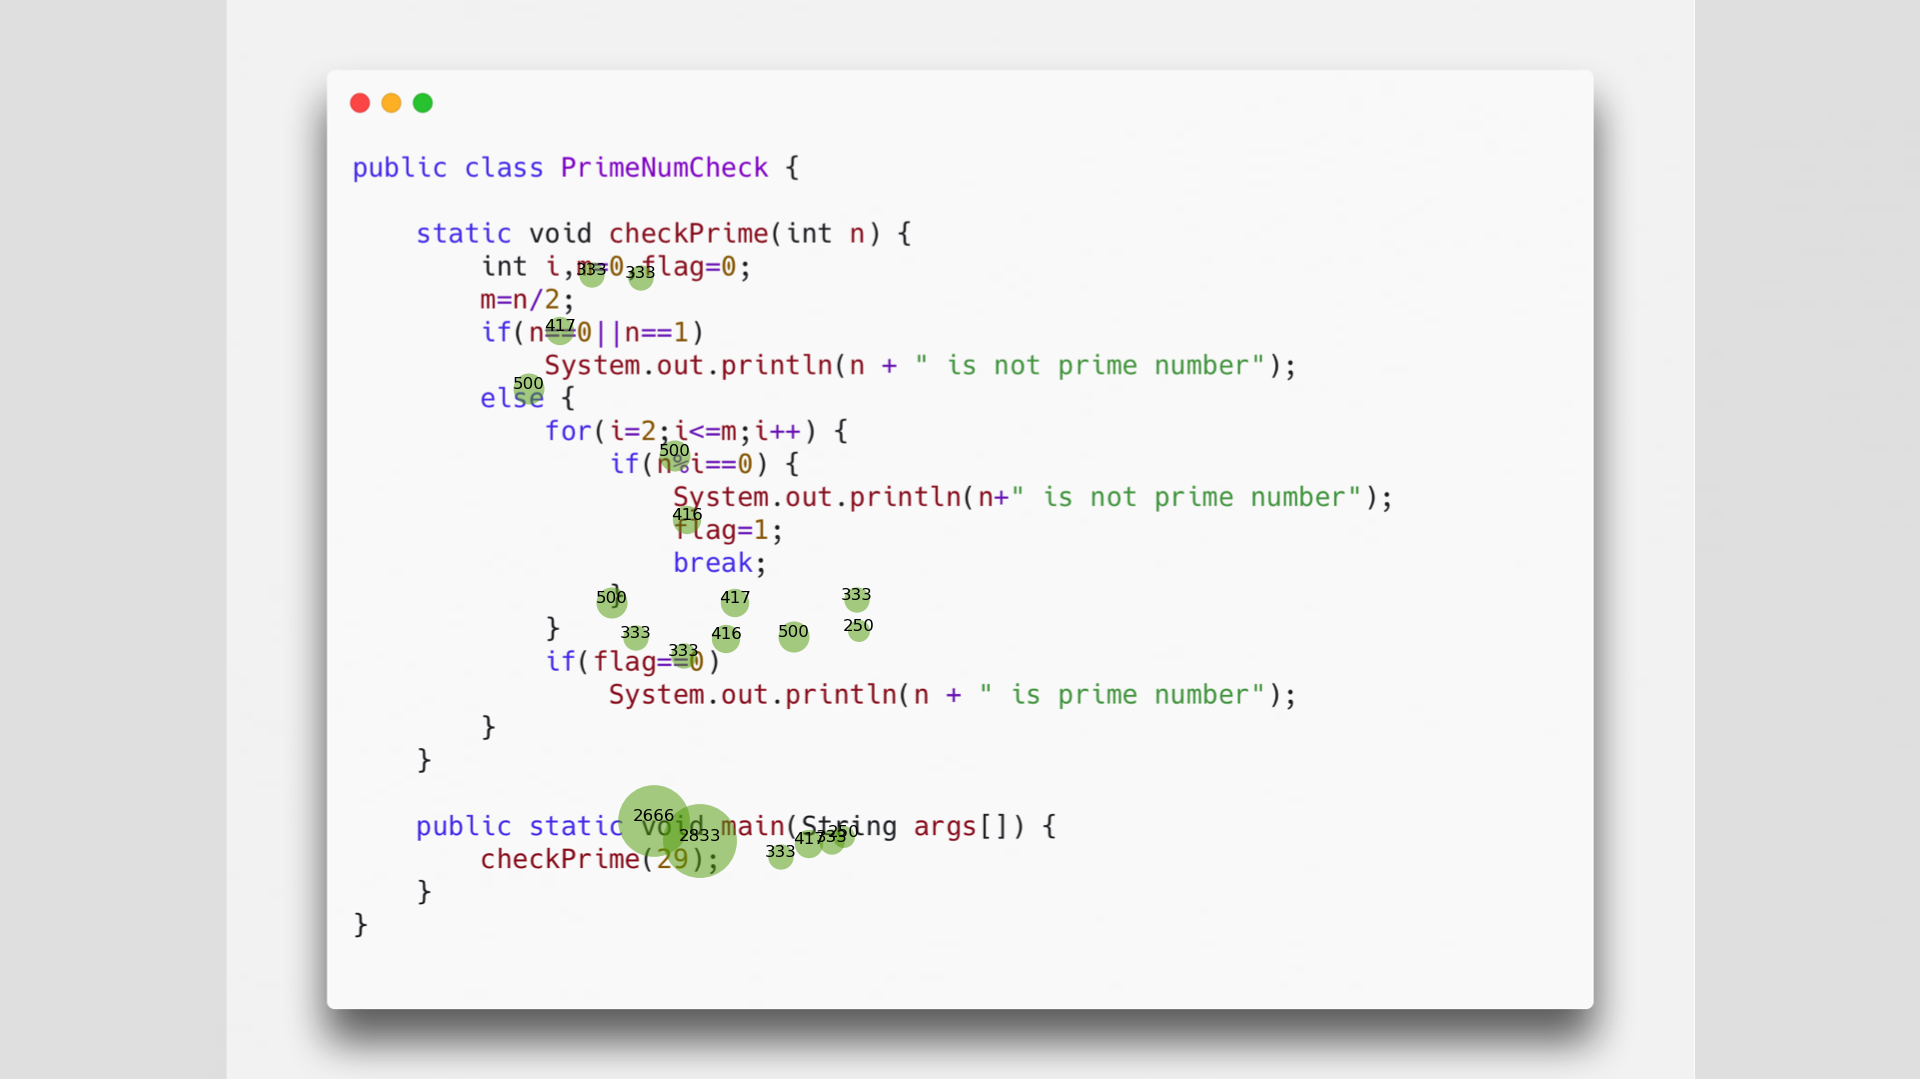 public class PrimeNumCheck {
static void checkPrime(int n) {
int i,m=0,flag=0;
333 333
m=n/2;
417
if(n==0||n==1)
System.out.println(n + " is not prime number");
500
else {
for(i=2;i<=m;i++) {
500
if(n%i==0) {
System.out.println(n+" is not prime number");
416
flag=1;
break;
}
500 417 333
}
333 416 500 250
333
if(flag==0)
System.out.println(n + " is prime number");
}
}
2666
public static void main(String args[]) {
2833 333 417 333 250
checkPrime(29);
}
}